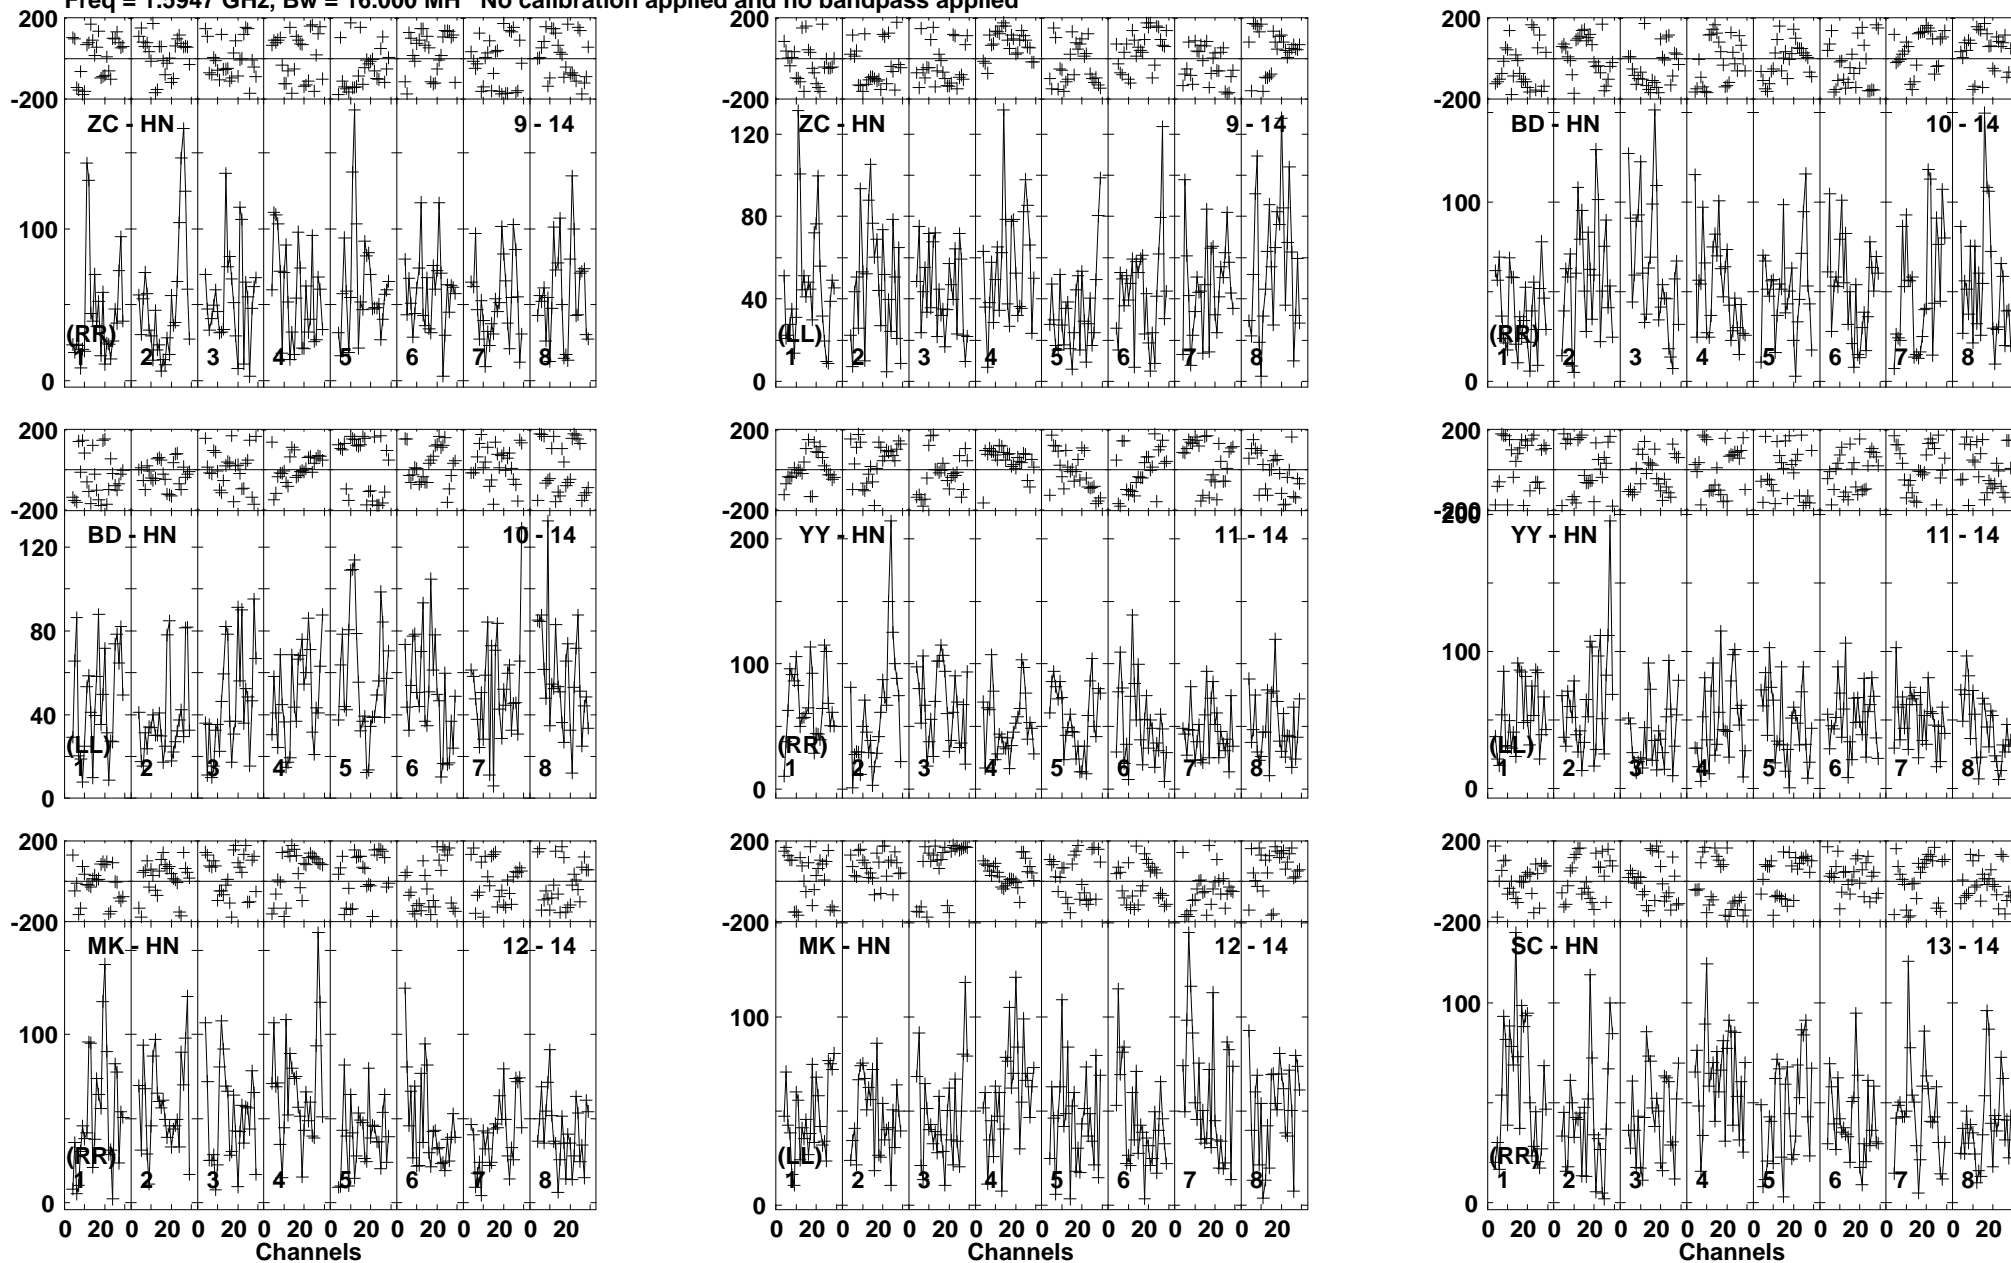 Freq = 1.5947 GHz, Bw = 16.000 MH No calibration applied and no bandpass applied
200 200 200
-200 -200 -200
ZC - HN 9 - 14 ZC - HN 9 - 14 BD - HN 10 - 14
120
100 80 100
40
(RR) (LL) (RR)
1 2 3 4 5 6 7 8 1 2 3 4 5 6 7 8 1 2 3 4 5 6 7 8
0 0 0
200 200 200
-200 -200 -200
200
BD - HN 10 - 14 YY - HN 11 - 14 YY - HN 11 - 14
120 200
80 100 100
40
(LL) (RR) (LL)
1 2 3 4 5 6 7 8 1 2 3 4 5 6 7 8 1 2 3 4 5 6 7 8
0 0 0
200 200 200
-200 -200 -200
MK - HN 12 - 14 MK - HN 12 - 14 SC - HN 13 - 14
100 100 100
(RR) (LL) (RR)
1 2 3 4 5 6 7 8 1 2 3 4 5 6 7 8 1 2 3 4 5 6 7 8
0 0 0
0 20 0 20 0 20 0 20 0 20 0 20 0 20 0 20 0 20 0 20 0 20 0 20 0 20 0 20 0 20 0 20 0 20 0 20 0 20 0 20 0 20 0 20 0 20 0 20
Channels Channels Channels